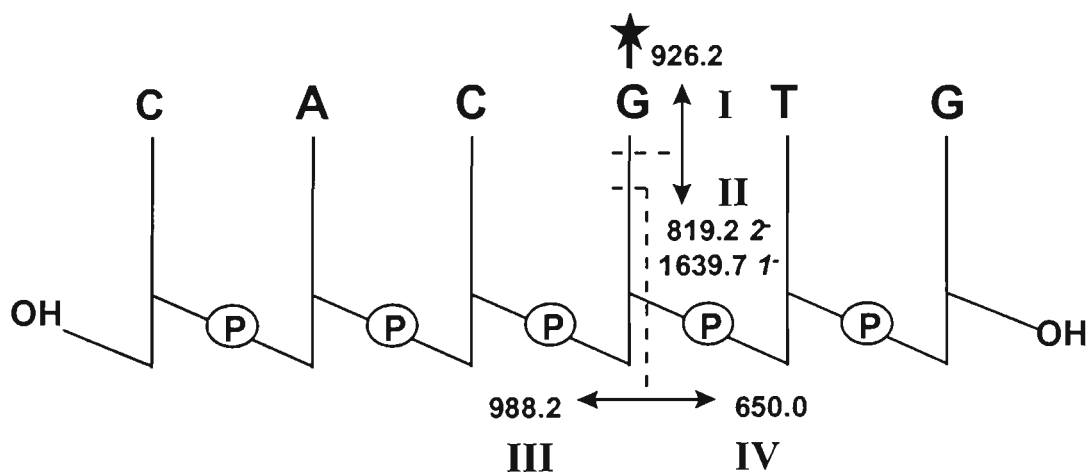 926.2
C A C G T G
I
II
819.2 2-
1639.7 1-
OH P P P P P OH
988.2 650.0
III IV